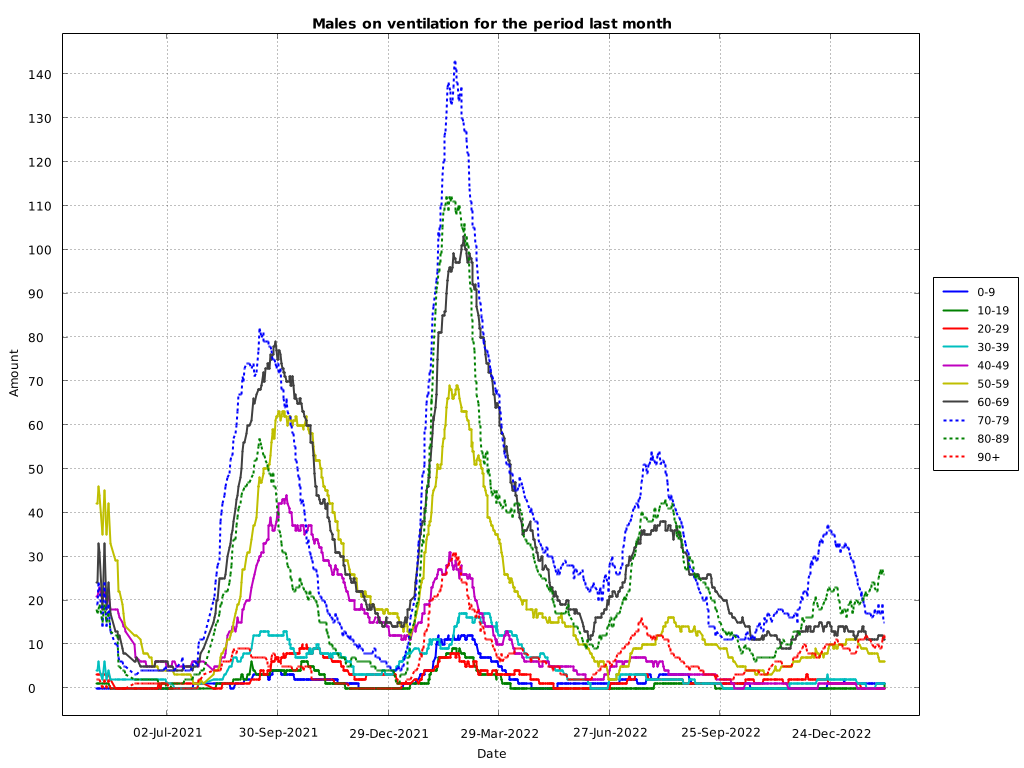 Males on ventilation for the period last month
Amount
140
130
120
110
100
90
80
70
60
50
40
30
20
10
0
02-Jul-2021
30-Sep-2021
29-Dec-2021
29-Mar-2022
27-Jun-2022
25-Sep-2022
24-Dec-2022
Date
0-9
10-19
20-29
30-39
40-49
50-59
60-69
70-79
80-89
90+